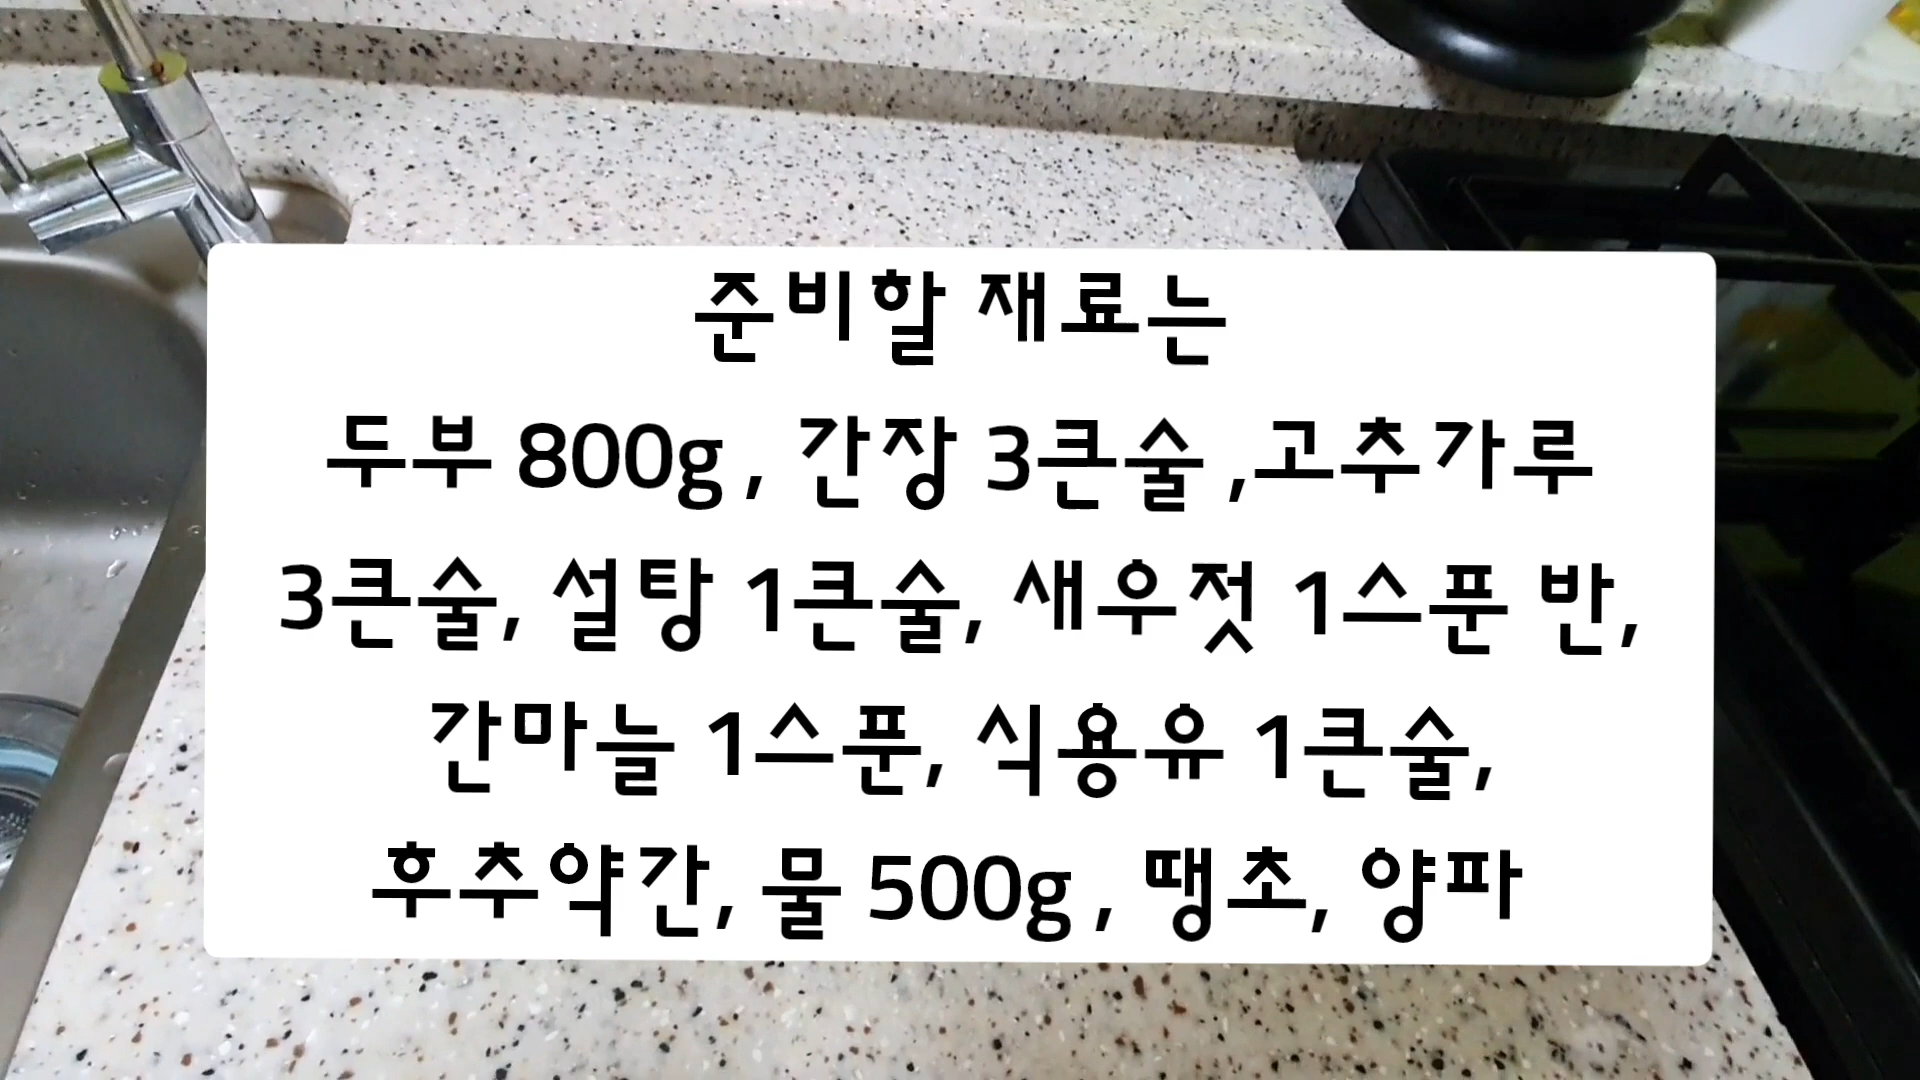 준비할 재료는
두부 800g , 간장 3큰술 ,고추가루
3큰술, 설탕 1큰술, 새우젓 1스푼 반,
간마늘 1스푼, 식용유 1큰술,
후추약간, 물 500g , 땡초, 양파